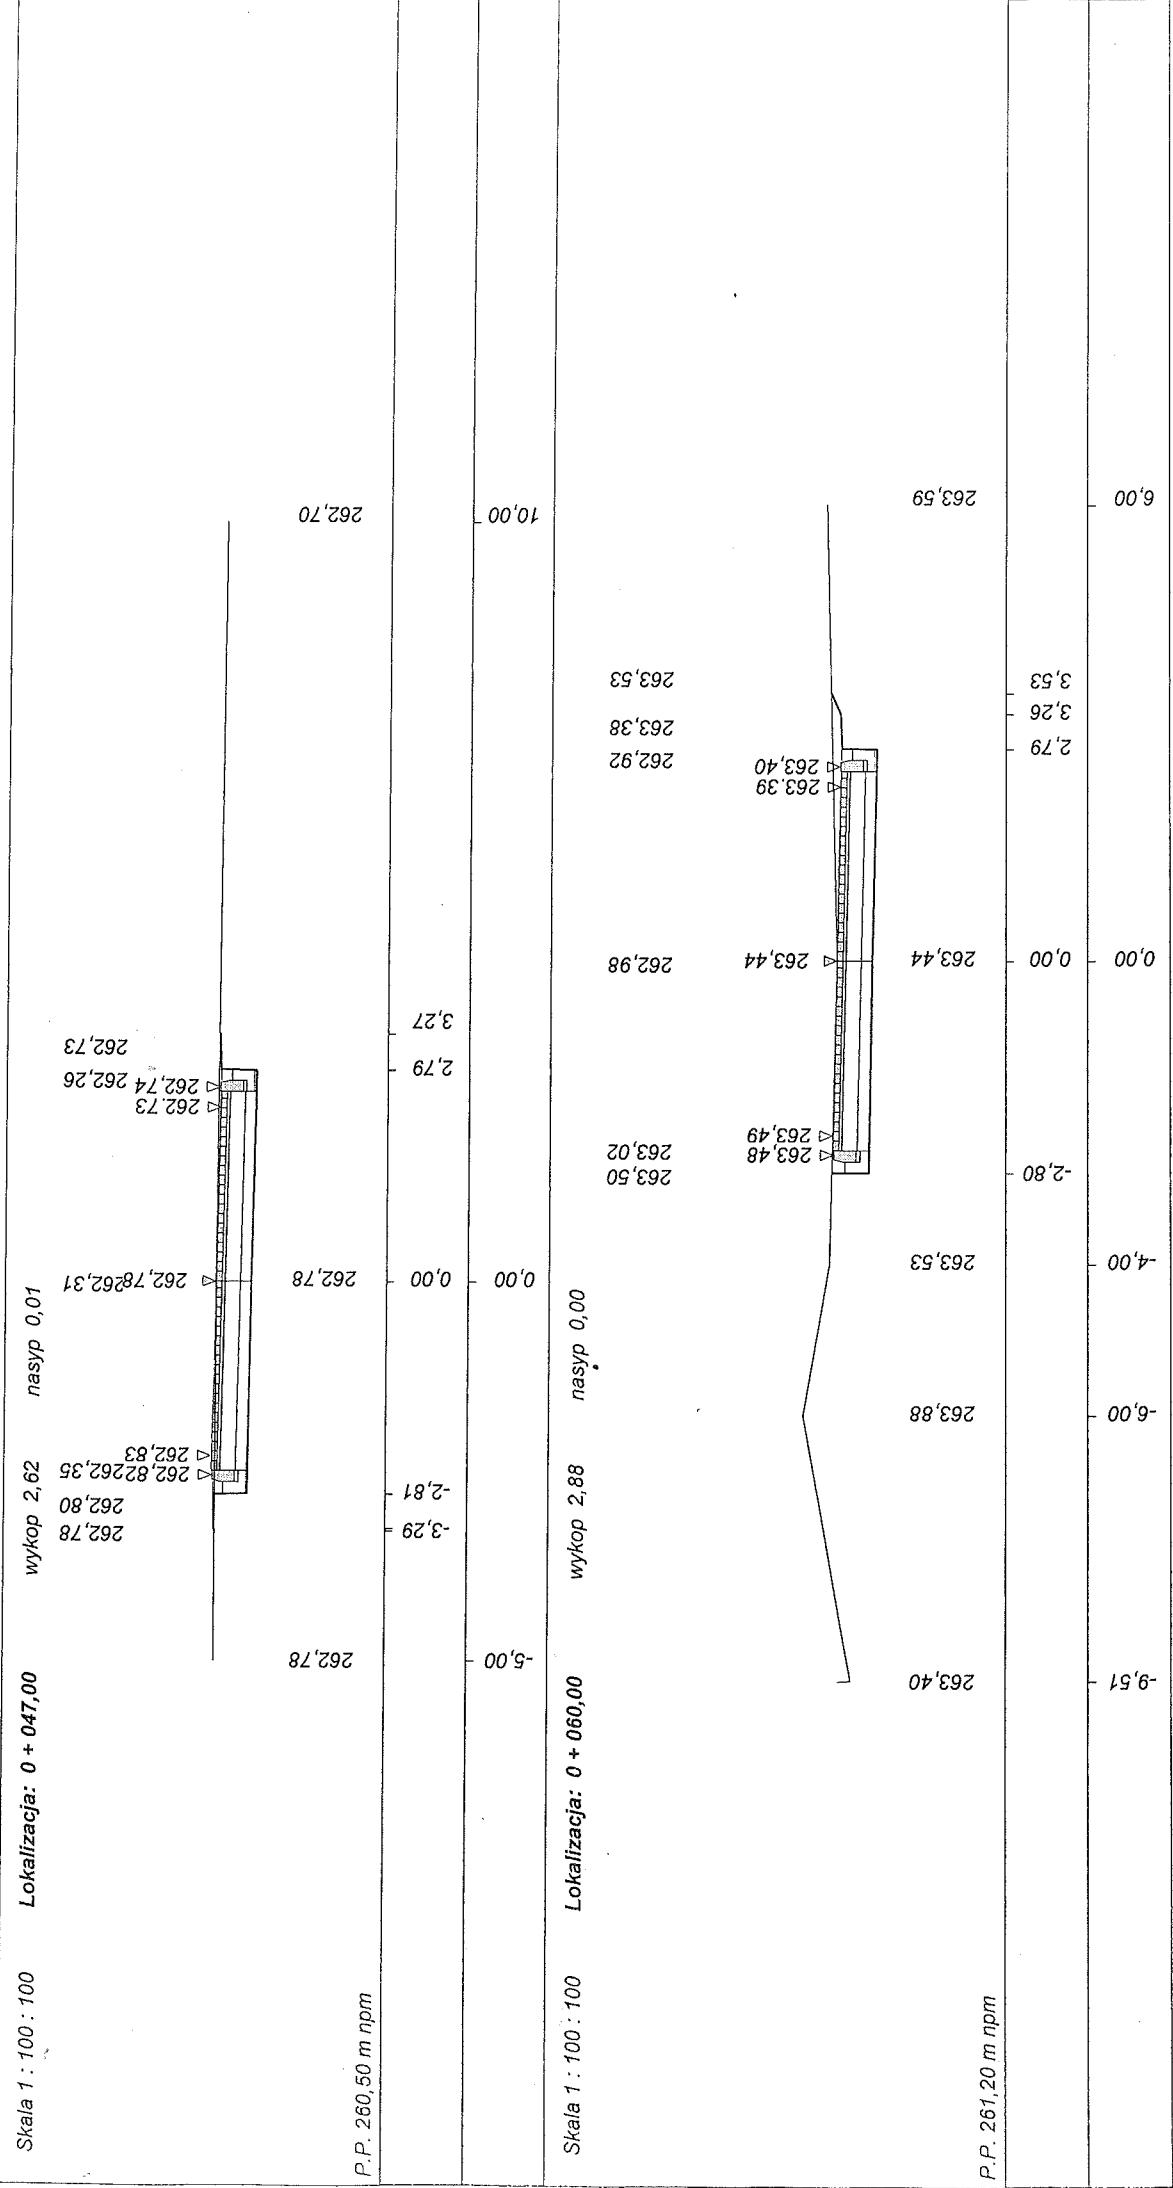 Skala 1 : 100 : 100 Lokalizacja: 0 + 047,00 wykop 2,62 nasyp 0,01
262,78 262,80 262,35 262,31 262,26 262,73
262,82 262,83 262,78 262.73 262,74
262,78 262,78 262,70
P.P. 260,50 m npm
-3,29 -2,81 0,00 2,79 3,27
-5,00 0,00 10,00
Skala 1 : 100 : 100 Lokalizacja: 0 + 060,00 wykop 2,88 nasyp 0,00
263,50 263,02 262,98 262,92 263,38 263,53
263,48 263,49 263,44 263.39 263,40
263,40 263,88 263,53 263,44 263,59
P.P. 261,20 m npm
-2,80 0,00 2,79 3,26 3,53
-9,51 -6,00 -4,00 0,00 6,00